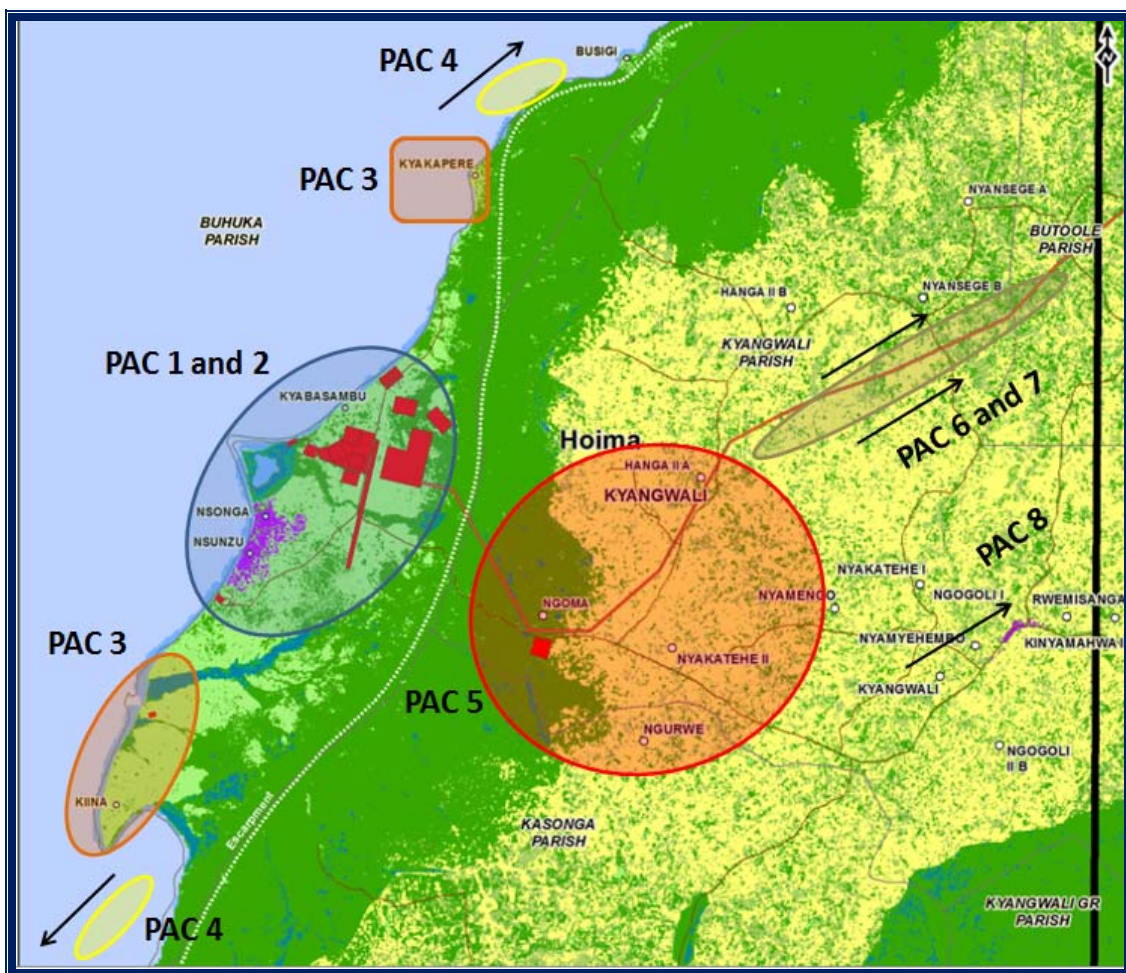 PAC 4
BUSIGI
N
KYAKAPERE
PAC 3
NYANSEGE A
BUHUKA
PARISH
BUTOOLE
PARISH
NYANSEGE B
HANGA II B
KYANGWALI
PARISH
PAC 1 and 2
KYABASAMBU
PAC 6 and 7
Hoima
HANGA II A
KYANGWALI
NSONGA
NSUNZU
PAC 8
NYAKATEHE I
NGOGOLI I
RWEMISANGA
NYAMENGO
NGOMA
NYAMYEHEMBO
KINYAMAHWA I
NYAKATEHE II
PAC 3
KYANGWALI
PAC 5
NGURWE
NGOGOLI
II B
KIINA
Escarpment
KASONGA
PARISH
KYANGWALI GR
PARISH
PAC 4